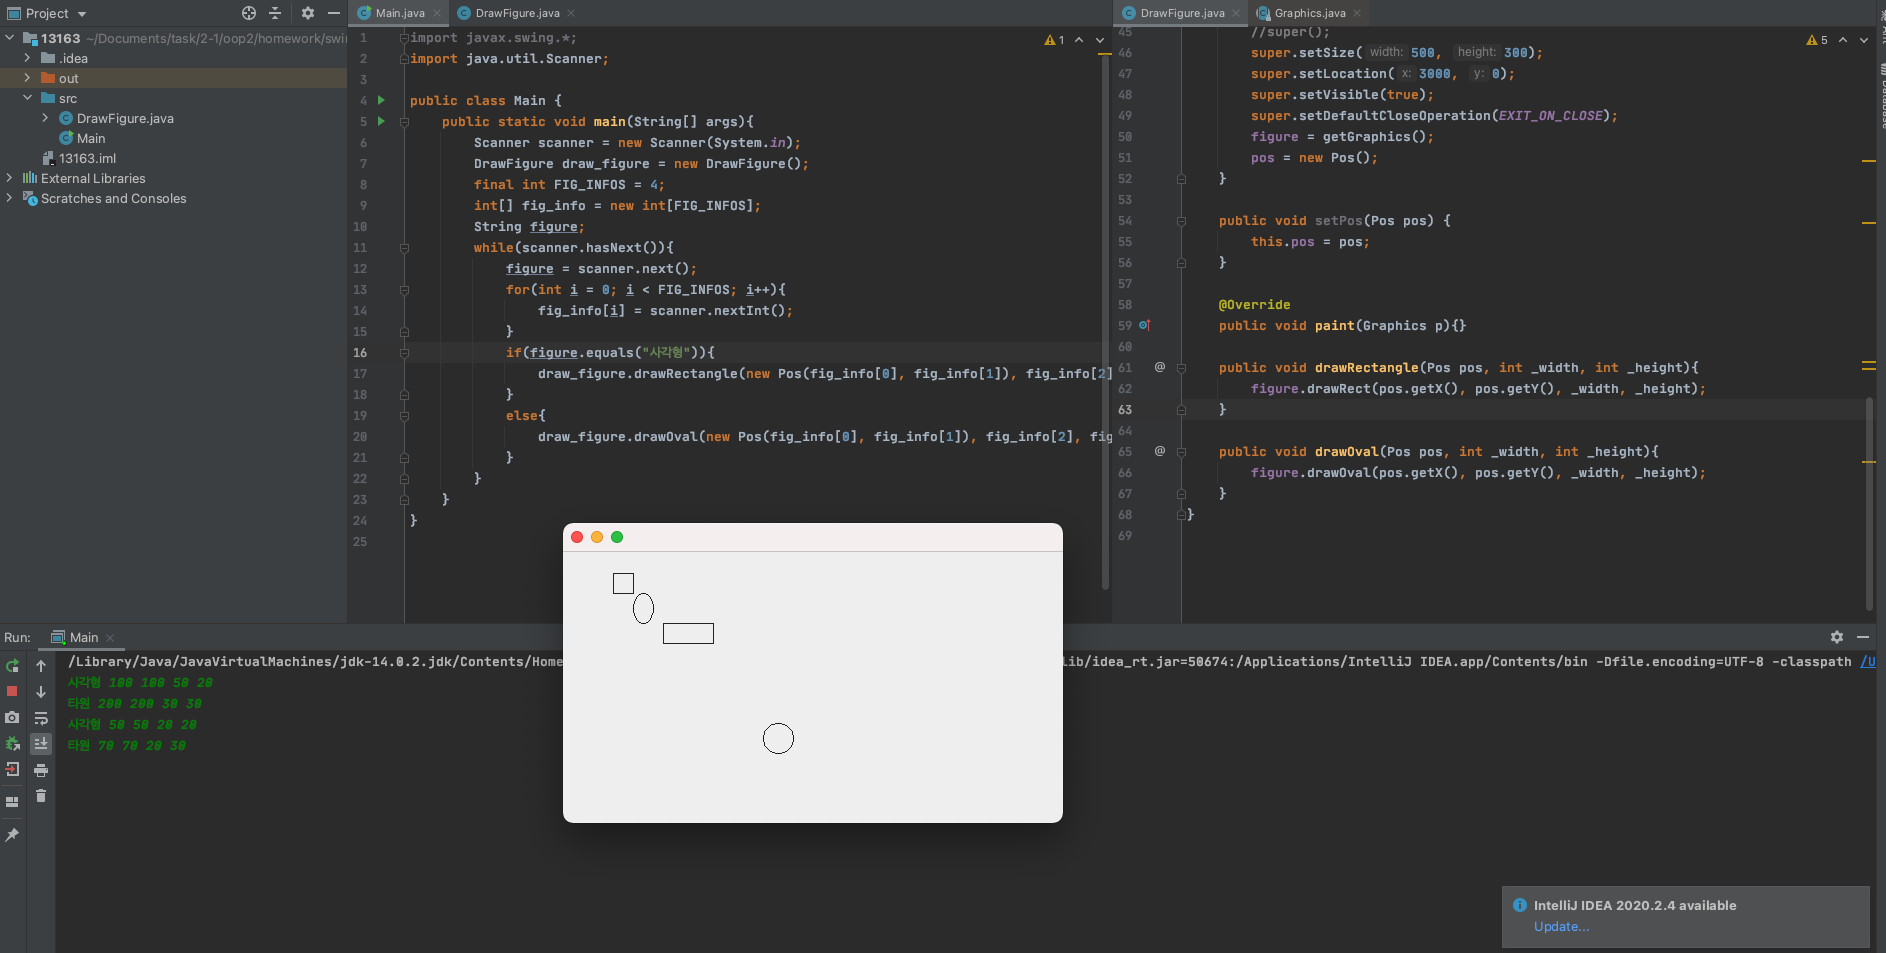 Project
Main.java
DrawFigure.java
DrawFigure.java
Graphics.java
13163 ~/Documents/task/2-1/oop2/homework/swin
.idea
out
src
DrawFigure.java
Main
13163.iml
External Libraries
Scratches and Consoles
1
1 import javax.swing.*;
2 import java.util.Scanner;
3
4 public class Main {
5 public static void main(String[] args){
6 Scanner scanner = new Scanner(System.in);
7 DrawFigure draw_figure = new DrawFigure();
8 final int FIG_INFOS = 4;
9 int[] fig_info = new int[FIG_INFOS];
10 String figure;
11 while(scanner.hasNext()){
12 figure = scanner.next();
13 for(int i = 0; i < FIG_INFOS; i++){
14 fig_info[i] = scanner.nextInt();
15 }
16 if(figure.equals("사각형")){
17 draw_figure.drawRectangle(new Pos(fig_info[0], fig_info[1]), fig_info[2]
18 }
19 else{
20 draw_figure.drawOval(new Pos(fig_info[0], fig_info[1]), fig_info[2], fig
21 }
22 }
23 }
24 }
25
5
45 //super();
46 super.setSize( width: 500, height: 300);
47 super.setLocation( x: 3000, y: 0);
48 super.setVisible(true);
49 super.setDefaultCloseOperation(EXIT_ON_CLOSE);
50 figure = getGraphics();
51 pos = new Pos();
52 }
53
54 public void setPos(Pos pos) {
55 this.pos = pos;
56 }
57
58 @Override
59 public void paint(Graphics p){}
60
61 @ public void drawRectangle(Pos pos, int _width, int _height){
62 figure.drawRect(pos.getX(), pos.getY(), _width, _height);
63 }
64
65 @ public void drawOval(Pos pos, int _width, int _height){
66 figure.drawOval(pos.getX(), pos.getY(), _width, _height);
67 }
68 }
69
Database
Run: Main
/Library/Java/JavaVirtualMachines/jdk-14.0.2.jdk/Contents/Home lib/idea_rt.jar=50674:/Applications/IntelliJ IDEA.app/Contents/bin -Dfile.encoding=UTF-8 -classpath /U
사각형 100 100 50 20
타원 200 200 30 30
사각형 50 50 20 20
타원 70 70 20 30
IntelliJ IDEA 2020.2.4 available
Update...